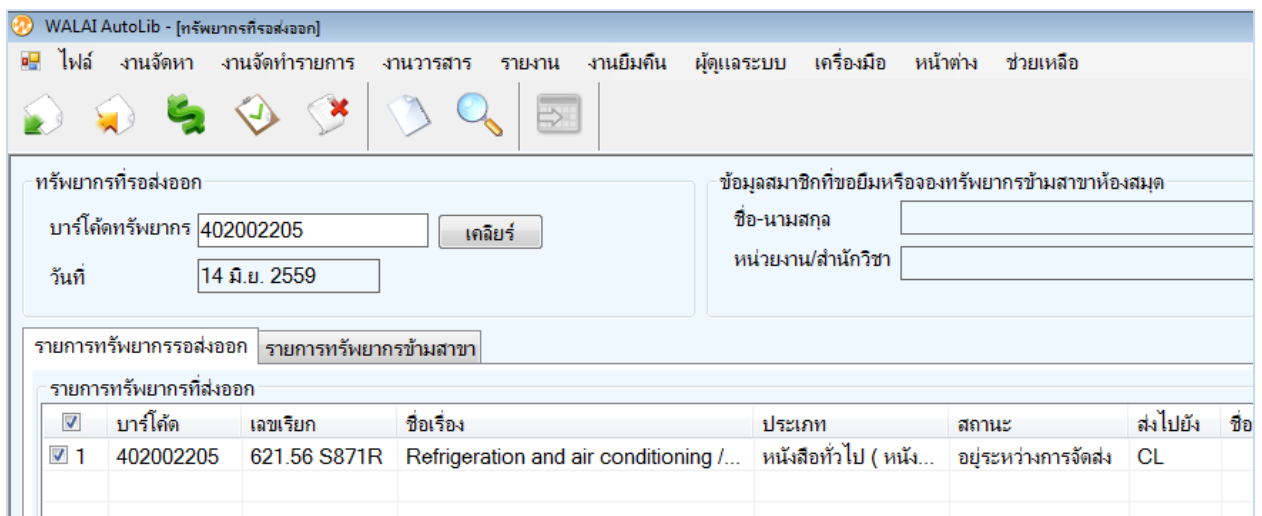 WALAI AutoLib - [ทรัพยากรที่รอส่งออก]
ไฟล์ งานจัดหา งานจัดทำรายการ งานวารสาร รายงาน งานยืมคืน ผู้ดูแลระบบ เครื่องมือ หน้าต่าง ช่วยเหลือ
ทรัพยากรที่รอส่งออก
บาร์โค้ดทรัพยากร 402002205 เคลียร์
วันที่ 14 มิ.ย. 2559
ข้อมูลสมาชิกที่ขอยืมหรือจองทรัพยากรข้ามสาขาห้องสมุด
ชื่อ-นามสกุล
หน่วยงาน/สำนักวิชา
รายการทรัพยากรรอส่งออก รายการทรัพยากรข้ามสาขา
รายการทรัพยากรที่ส่งออก
บาร์โค้ด เลขเรียก ชื่อเรื่อง ประเภท สถานะ ส่งไปยัง ชื่อ
1 402002205 621.56 S871R Refrigeration and air conditioning /... หนังสือทั่วไป ( หนัง... อยู่ระหว่างการจัดส่ง CL